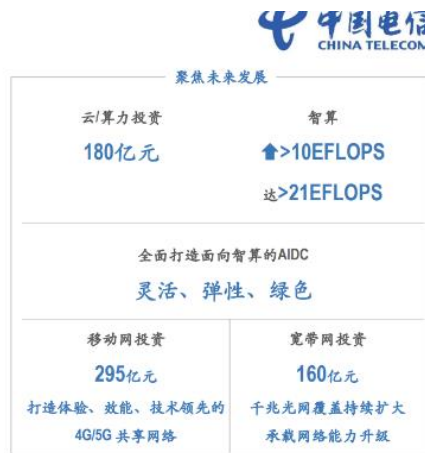 中国电信
CHINA TELECOM
聚焦未来发展
云/算力投资
180亿元
智算
>10EFLOPS
达>21EFLOPS
全面打造面向智算的AIDC
灵活、弹性、绿色
移动网投资
295亿元
打造体验、效能、技术领先的
4G/5G 共享网络
宽带网投资
160亿元
千兆光网覆盖持续扩大
承载网络能力升级